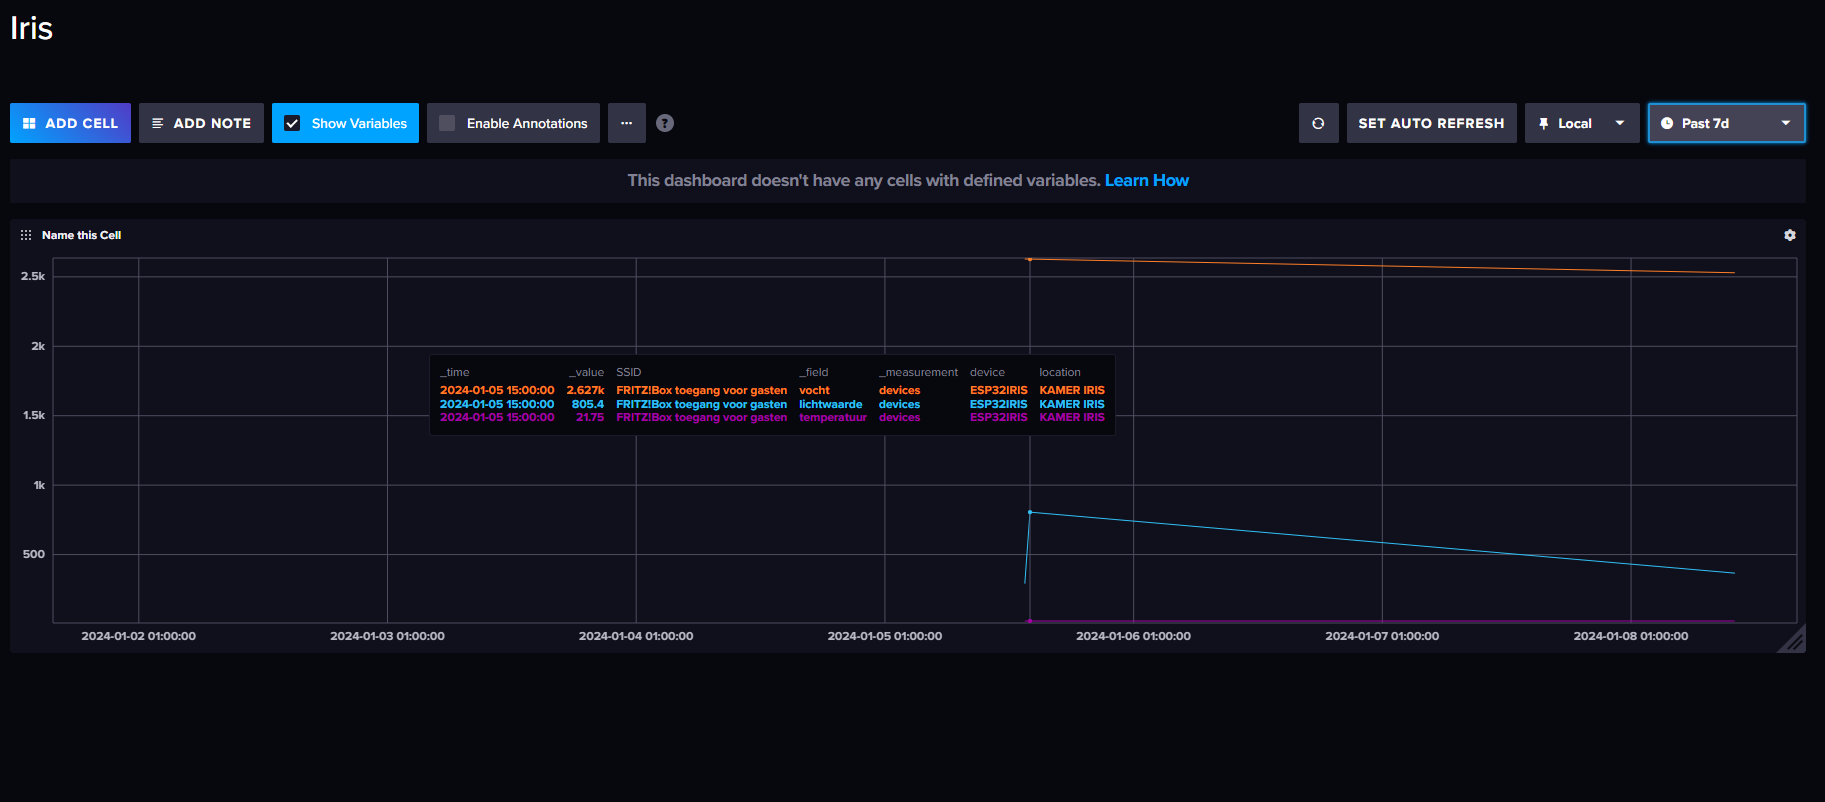 Iris
ADD CELL ADD NOTE Show Variables Enable Annotations ... ? SET AUTO REFRESH Local Past 7d
This dashboard doesn't have any cells with defined variables. Learn How
Name this Cell
2.5k
2k
_time _value SSID _field _measurement device location
2024-01-05 15:00:00 2.627k FRITZ!Box toegang voor gasten vocht devices ESP32IRIS KAMER IRIS
2024-01-05 15:00:00 805.4 FRITZ!Box toegang voor gasten lichtwaarde devices ESP32IRIS KAMER IRIS
2024-01-05 15:00:00 21.75 FRITZ!Box toegang voor gasten temperatuur devices ESP32IRIS KAMER IRIS
1.5k
1k
500
2024-01-02 01:00:00 2024-01-03 01:00:00 2024-01-04 01:00:00 2024-01-05 01:00:00 2024-01-06 01:00:00 2024-01-07 01:00:00 2024-01-08 01:00:00